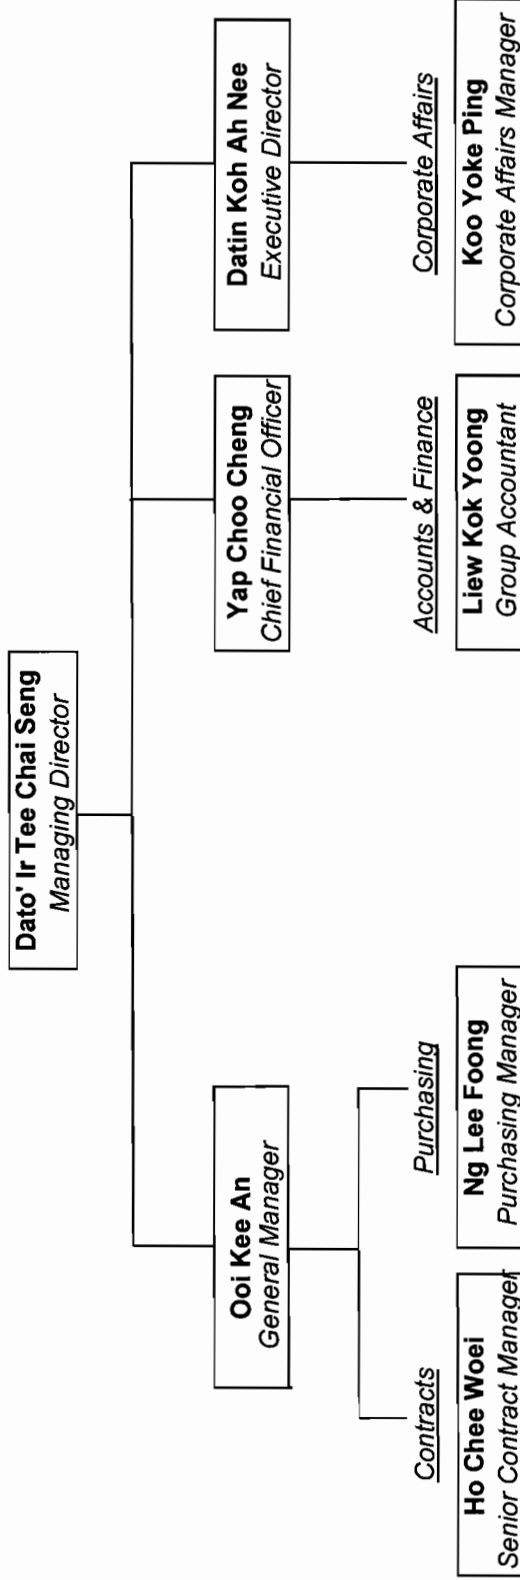 Dato' Ir Tee Chai Seng
Managing Director
Ooi Kee An
General Manager
Yap Choo Cheng
Chief Financial Officer
Datin Koh Ah Nee
Executive Director
Contracts
Purchasing
Accounts & Finance
Corporate Affairs
Ho Chee Woei
Senior Contract Manager
Ng Lee Foong
Purchasing Manager
Liew Kok Yoong
Group Accountant
Koo Yoke Ping
Corporate Affairs Manager